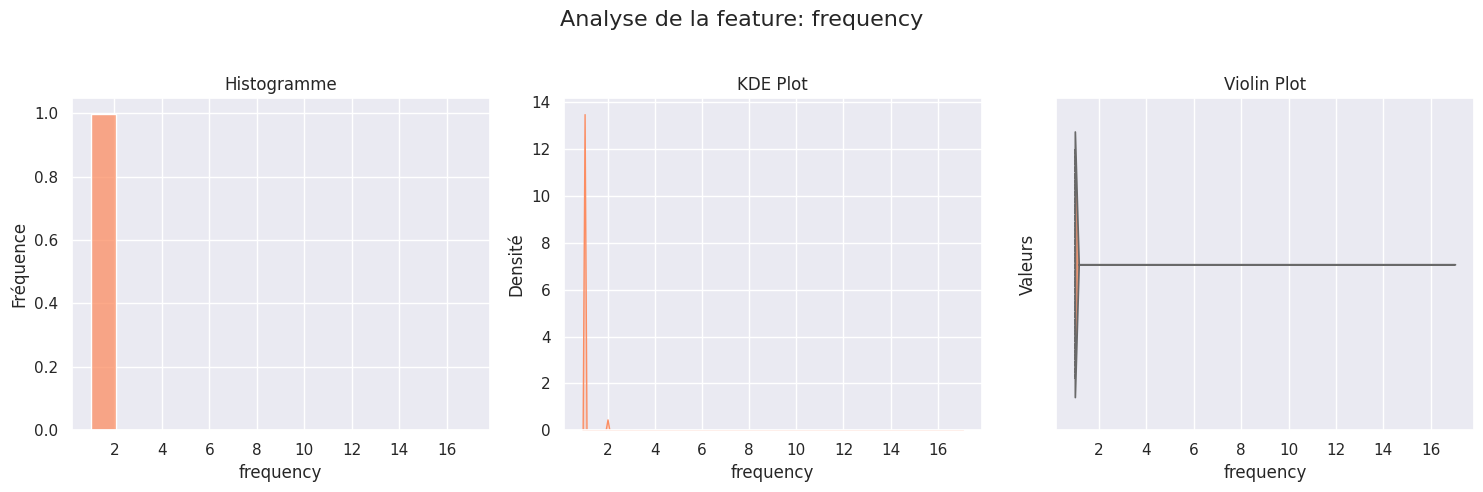 Analyse de la feature: frequency
Histogramme
Fréquence
1.0
0.8
0.6
0.4
0.2
0.0
2 4 6 8 10 12 14 16
frequency
KDE Plot
Densité
14
12
10
8
6
4
2
0
2 4 6 8 10 12 14 16
frequency
Violin Plot
Valeurs
2 4 6 8 10 12 14 16
frequency